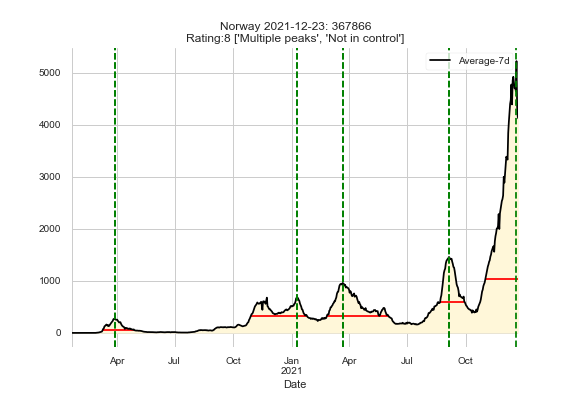 Norway 2021-12-23: 367866
Rating:8 ['Multiple peaks', 'Not in control']
Average-7d
5000
4000
3000
2000
1000
0
Apr Jul Oct Jan Apr Jul Oct
2021
Date